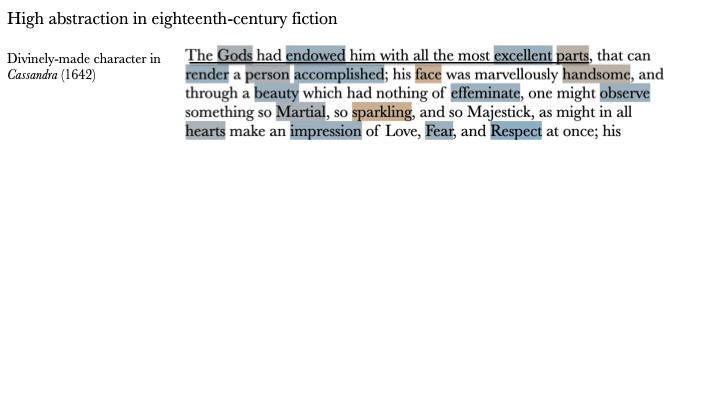 High abstraction in eighteenth-century fiction
Divinely-made character in
Cassandra (1642)
The Gods had endowed him with all the most excellent parts, that can
render a person accomplished; his face was marvellously handsome, and
through a beauty which had nothing of effeminate, one might observe
something so Martial, so sparkling, and so Majestick, as might in all
hearts make an impression of Love, Fear, and Respect at once; his